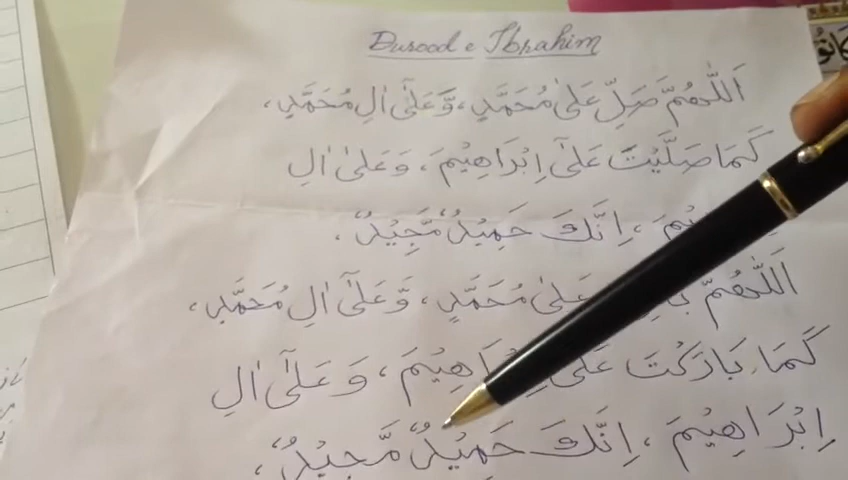 Durood e Ibrahim
اَللّٰهُمَّ صَلِّ عَلٰى مُحَمَّدٍ، وَّعَلٰٓى اٰلِ مُحَمَّدٍ،
كَمَا صَلَّيْتَ عَلٰٓى اِبْرَاهِيْمَ، وَعَلٰٓى اٰلِ
اِنَّكَ حَمِيْدٌ مَّجِيْدٌ،
اَللّٰهُمَّ عَلٰى مُحَمَّدٍ، وَّعَلٰٓى اٰلِ مُحَمَّدٍ،
كَمَا بَارَكْتَ عَلٰٓى وَعَلٰٓى اٰلِ
اِبْرَاهِيْمَ، اِنَّكَ حَمِيْدٌ مَّجِيْدٌ،